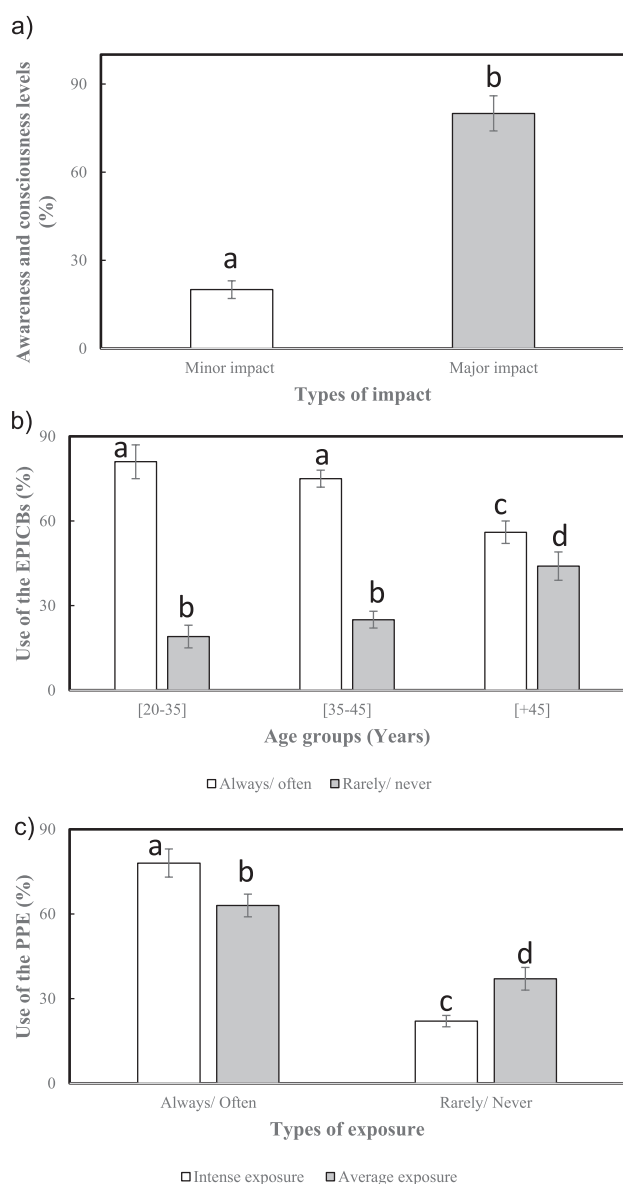 a)
Awareness and consciousness levels
(%)
90
60
30
0
a
b
Minor impact
Major impact
Types of impact
b)
Use of the EPICBs (%)
90
60
30
0
a
b
a
b
c
d
[20-35]
[35-45]
[+45]
Age groups (Years)
Always/ often
Rarely/ never
c)
Use of the PPE (%)
90
60
30
0
a
b
c
d
Always/ Often
Rarely/ Never
Types of exposure
Intense exposure
Average exposure